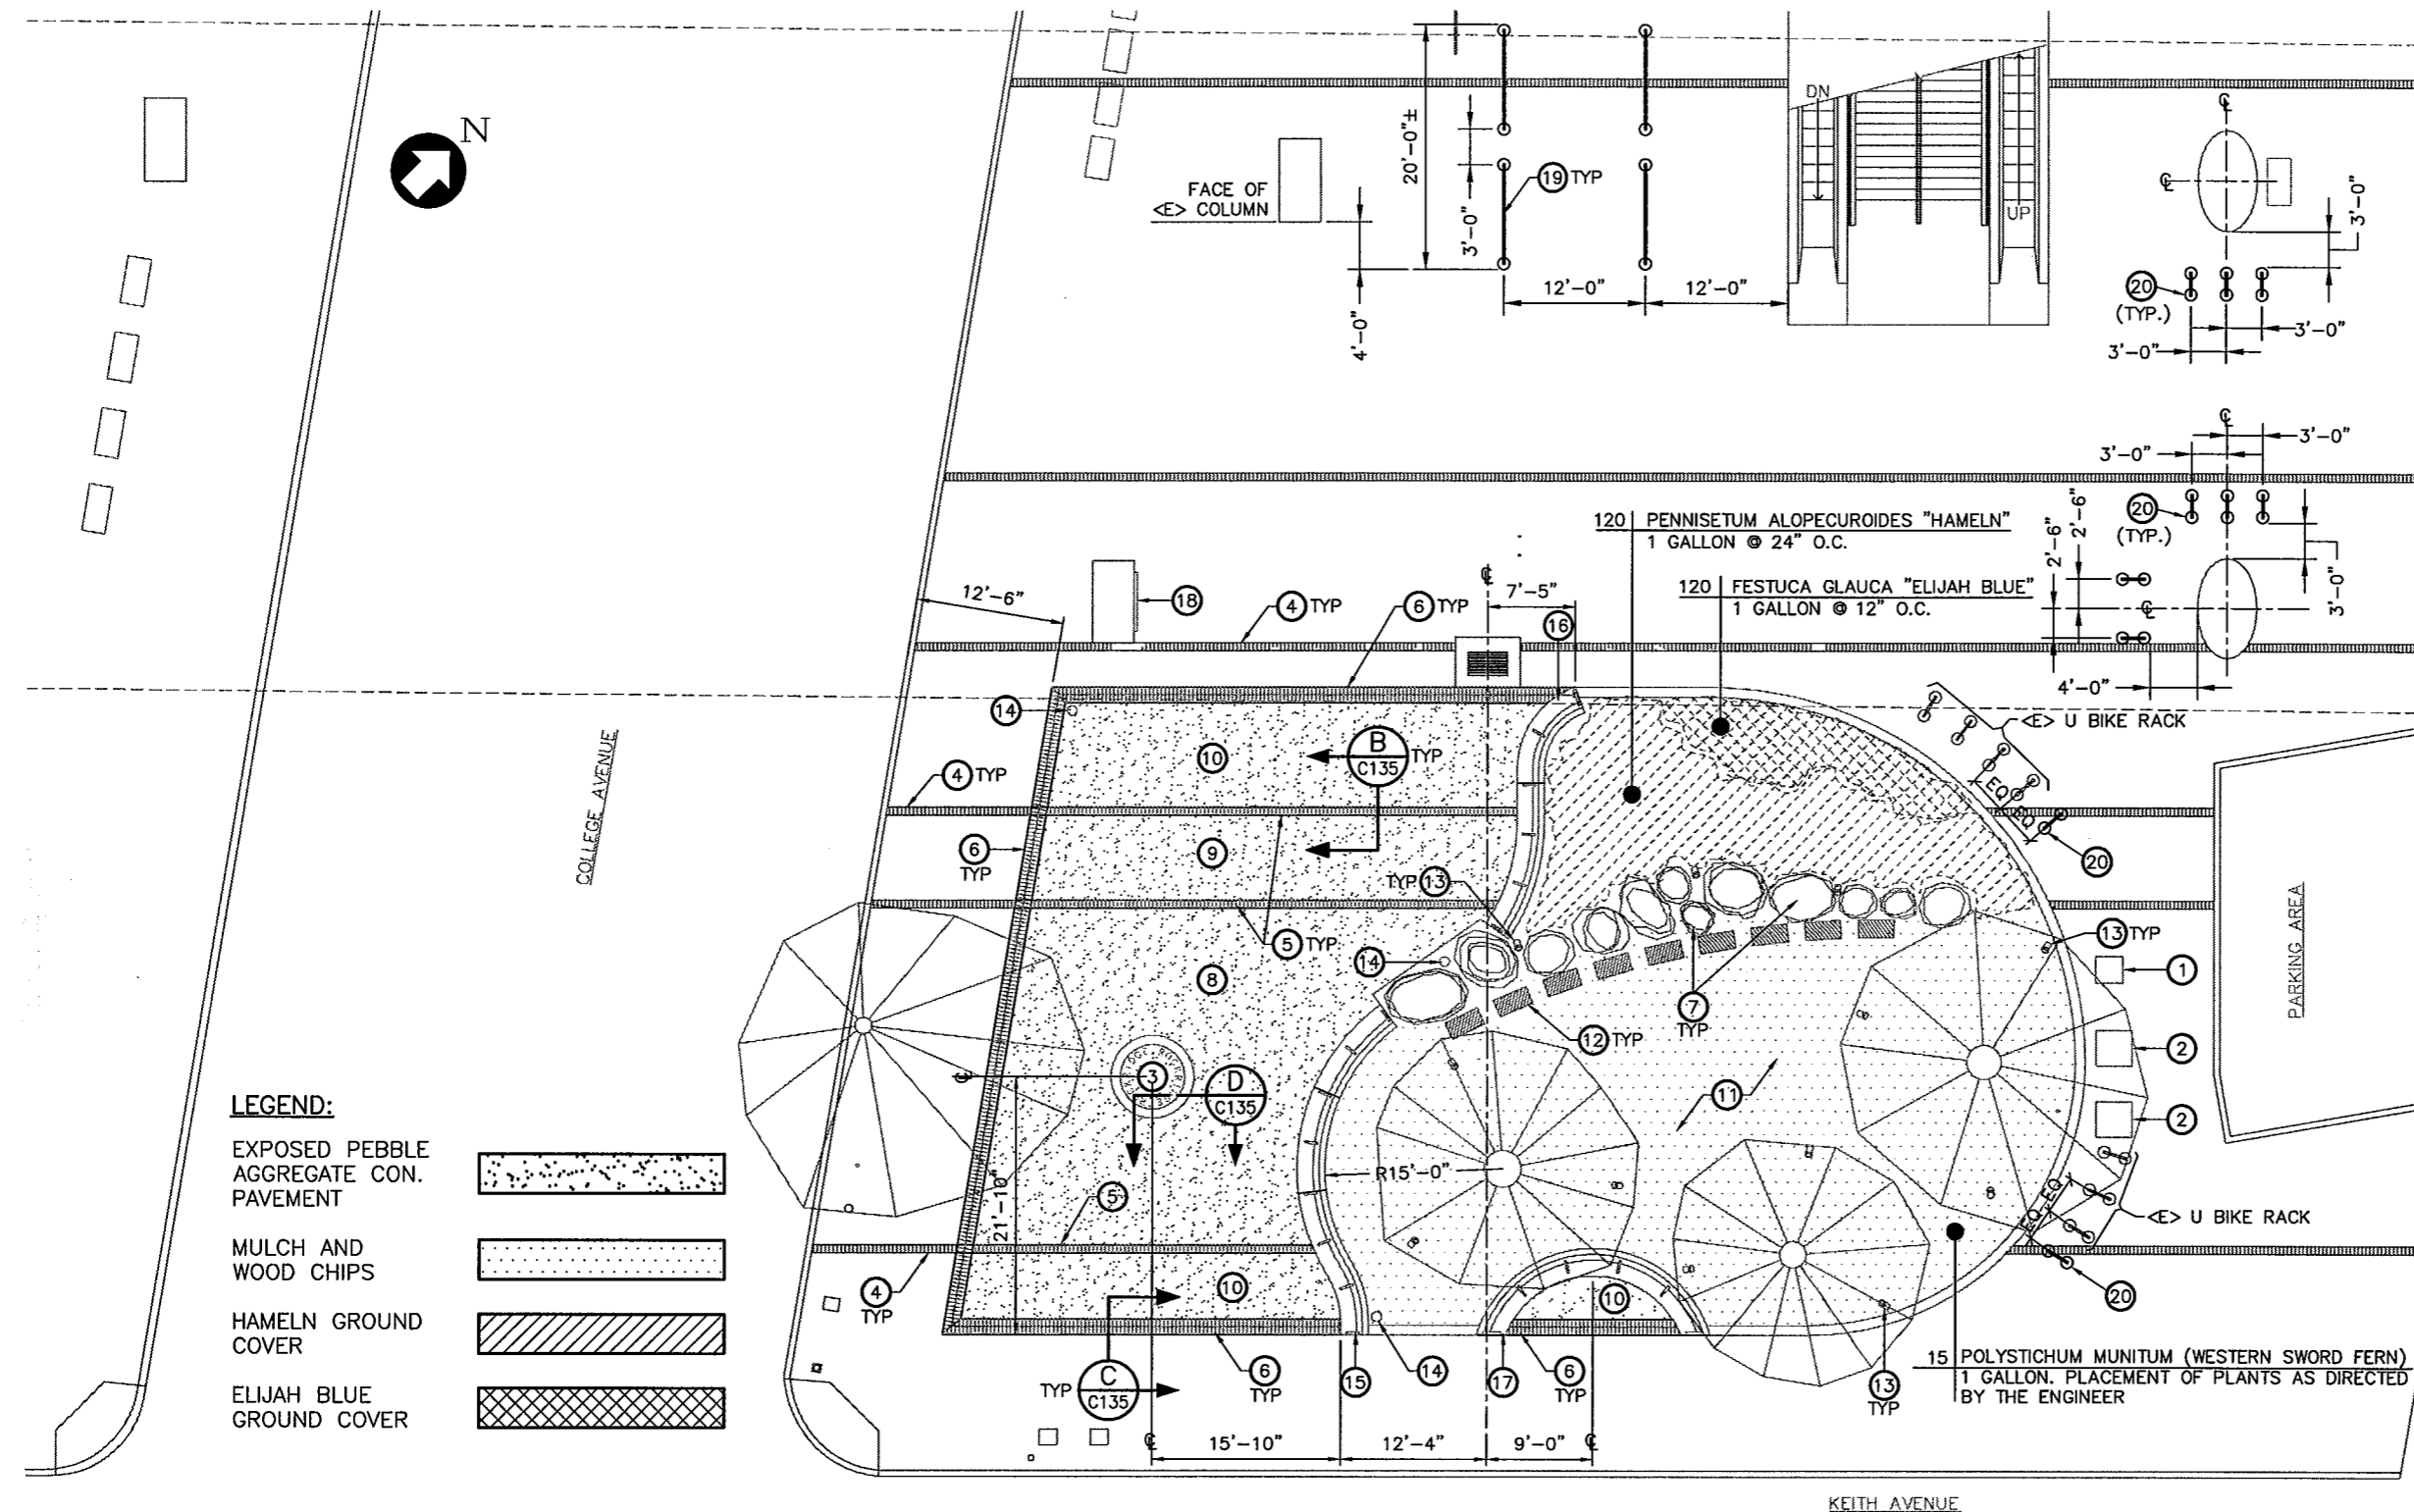 N
DN
UP
20'-0"±
FACE OF
<E> COLUMN
3'-0"
19 TYP
4'-0"
12'-0"
12'-0"
℄
℄
3'-0"
20
(TYP.)
3'-0"
3'-0"
℄
3'-0"
3'-0"
20
(TYP.)
2'-6"
2'-6"
℄
3'-0"
4'-0"
120 PENNISETUM ALOPECUROIDES "HAMELN"
1 GALLON @ 24" O.C.
120 FESTUCA GLAUCA "ELIJAH BLUE"
1 GALLON @ 12" O.C.
12'-6"
18
4 TYP
6 TYP
℄
7'-5"
16
14
<E> U BIKE RACK
COLLEGE AVENUE
10
B
C135
TYP
4 TYP
EQ
EQ
6
TYP
9
20
TYP 13
5 TYP
14
8
7
TYP
12 TYP
13 TYP
1
2
2
PARKING AREA
℄
3
D
C135
11
R15'-0"
21'-1"
5
EQ
EQ
<E> U BIKE RACK
4
TYP
10
10
20
LEGEND:
EXPOSED PEBBLE
AGGREGATE CON.
PAVEMENT
MULCH AND
WOOD CHIPS
HAMELN GROUND
COVER
ELIJAH BLUE
GROUND COVER
TYP
C
C135
6
TYP
15
14
17
6
TYP
13
TYP
15 POLYSTICHUM MUNITUM (WESTERN SWORD FERN)
1 GALLON. PLACEMENT OF PLANTS AS DIRECTED
BY THE ENGINEER
℄
15'-10"
12'-4"
9'-0"
℄
KEITH AVENUE